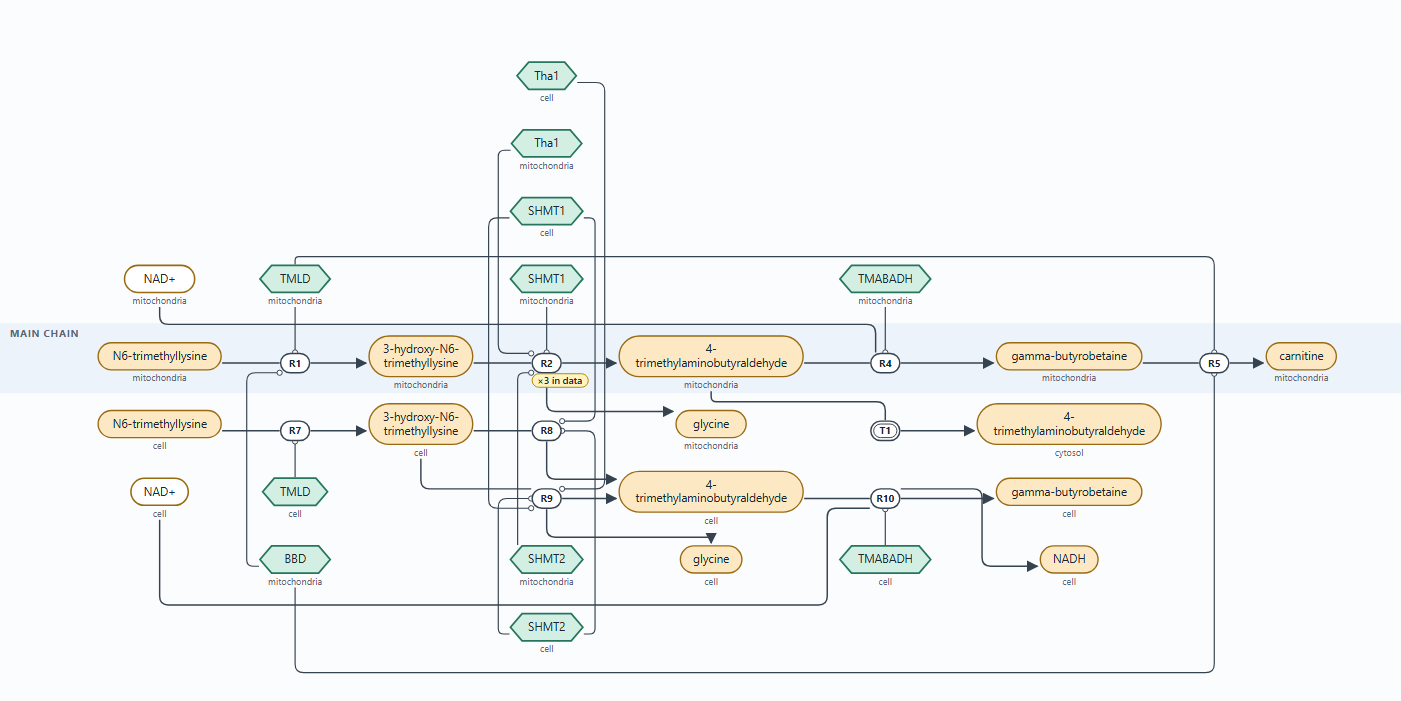 Tha1
cell
Tha1
mitochondria
SHMT1
cell
NAD+
mitochondria
TMLD
mitochondria
SHMT1
mitochondria
TMABADH
mitochondria
MAIN CHAIN
N6-trimethyllysine
mitochondria
R1
3-hydroxy-N6-
trimethyllysine
mitochondria
R2
×3 in data
4-
trimethylaminobutyraldehyde
mitochondria
R4
gamma-butyrobetaine
mitochondria
R5
carnitine
mitochondria
N6-trimethyllysine
cell
R7
3-hydroxy-N6-
trimethyllysine
cell
R8
glycine
mitochondria
T1
4-
trimethylaminobutyraldehyde
cytosol
NAD+
cell
TMLD
cell
R9
4-
trimethylaminobutyraldehyde
cell
R10
gamma-butyrobetaine
cell
BBD
mitochondria
SHMT2
mitochondria
glycine
cell
TMABADH
cell
NADH
cell
SHMT2
cell